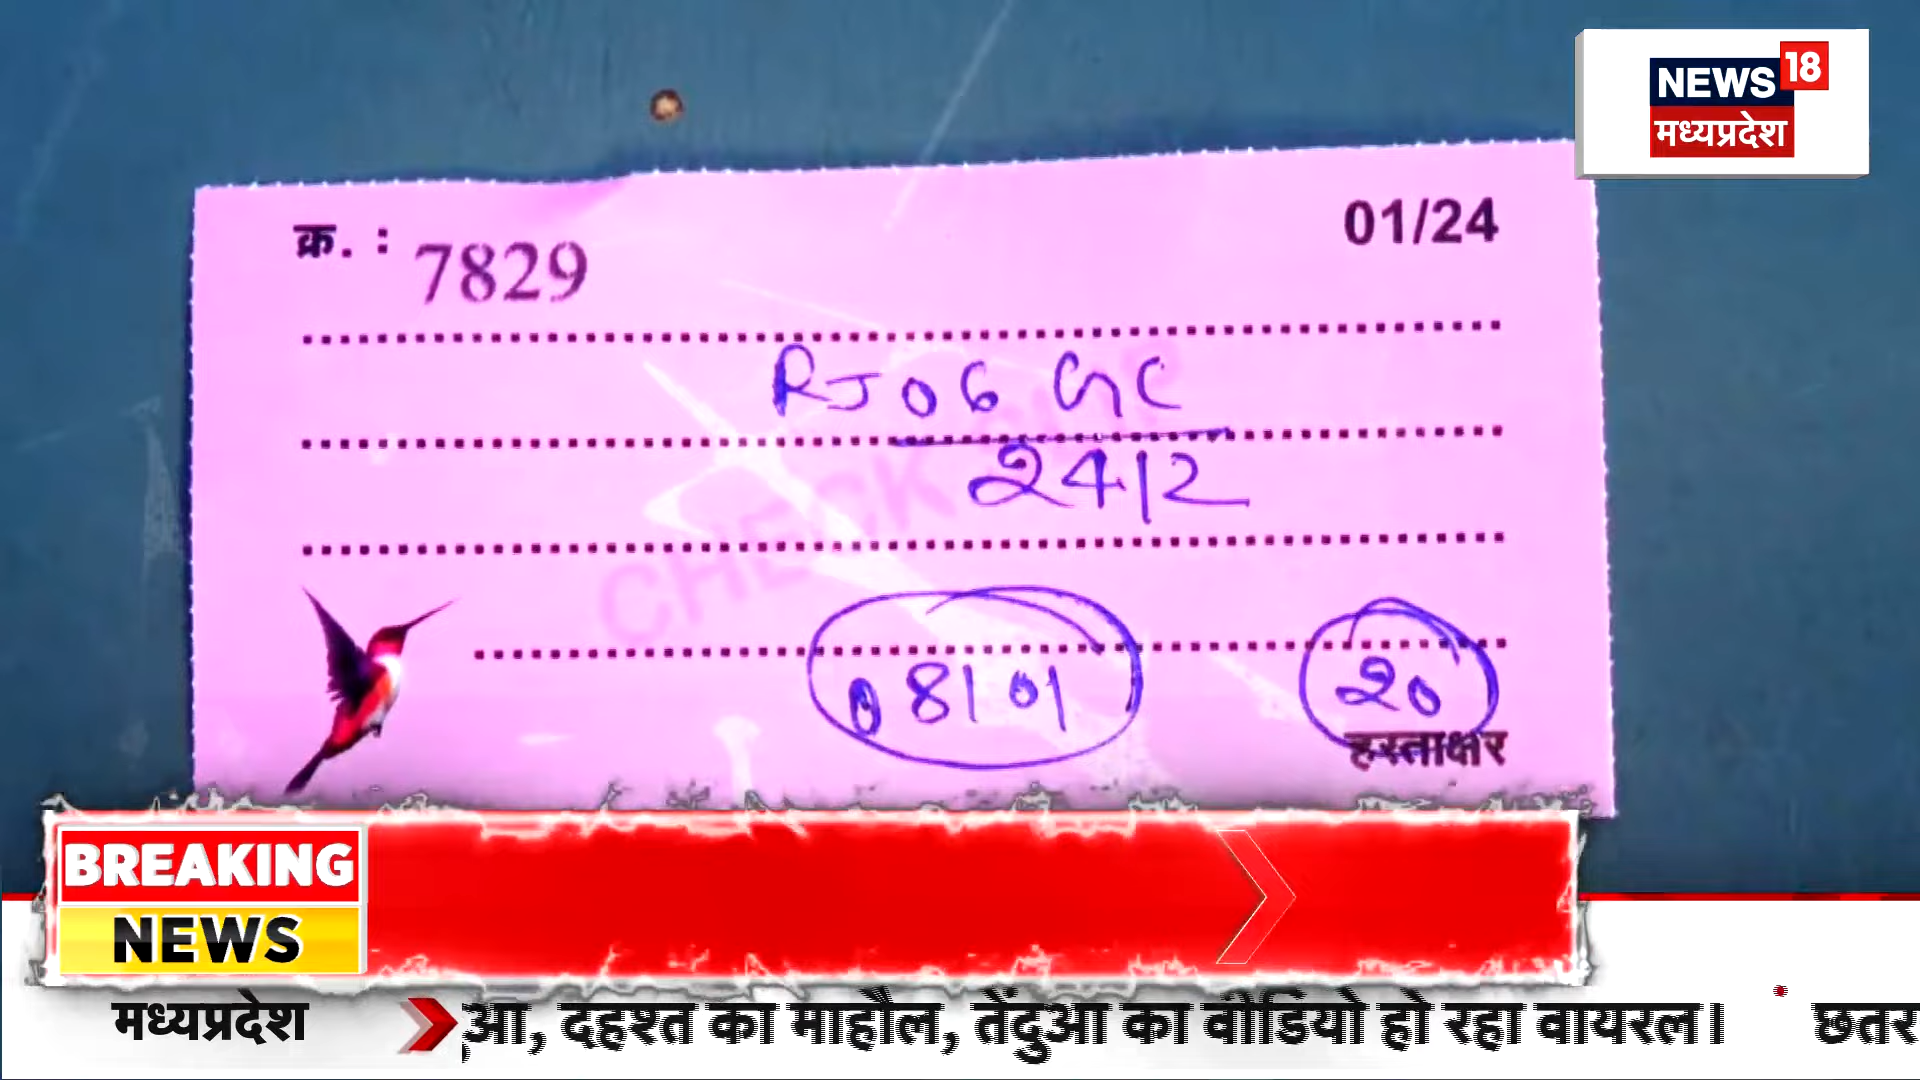 NEWS 18
मध्यप्रदेश
क्र. : 7829
01/24
RJ06 GC
2412
CHECK
08101
20
हस्ताक्षर
BREAKING
NEWS
मध्यप्रदेश
आ, दहशत का माहौल, तेंदुआ का वीडियो हो रहा वायरल। छतर